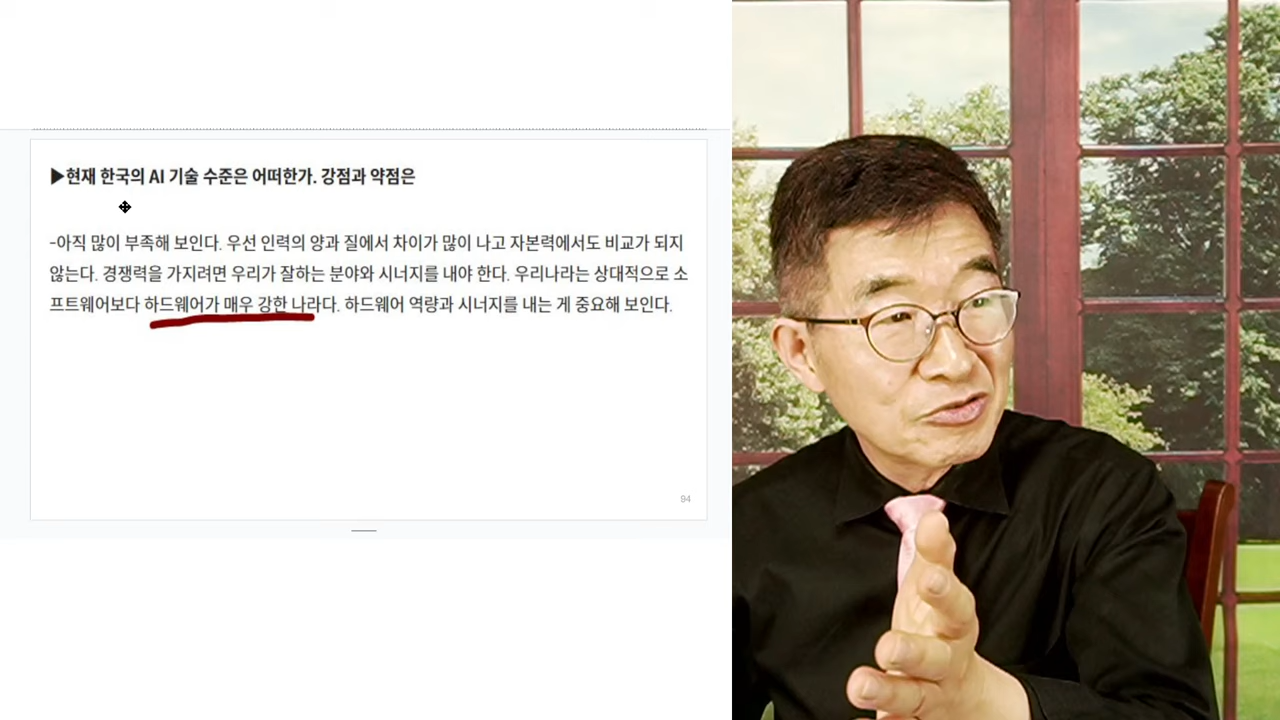 ▶현재 한국의 AI 기술 수준은 어떠한가. 강점과 약점은
-아직 많이 부족해 보인다. 우선 인력의 양과 질에서 차이가 많이 나고 자본력에서도 비교가 되지
않는다. 경쟁력을 가지려면 우리가 잘하는 분야와 시너지를 내야 한다. 우리나라는 상대적으로 소
프트웨어보다 하드웨어가 매우 강한 나라다. 하드웨어 역량과 시너지를 내는 게 중요해 보인다.
94